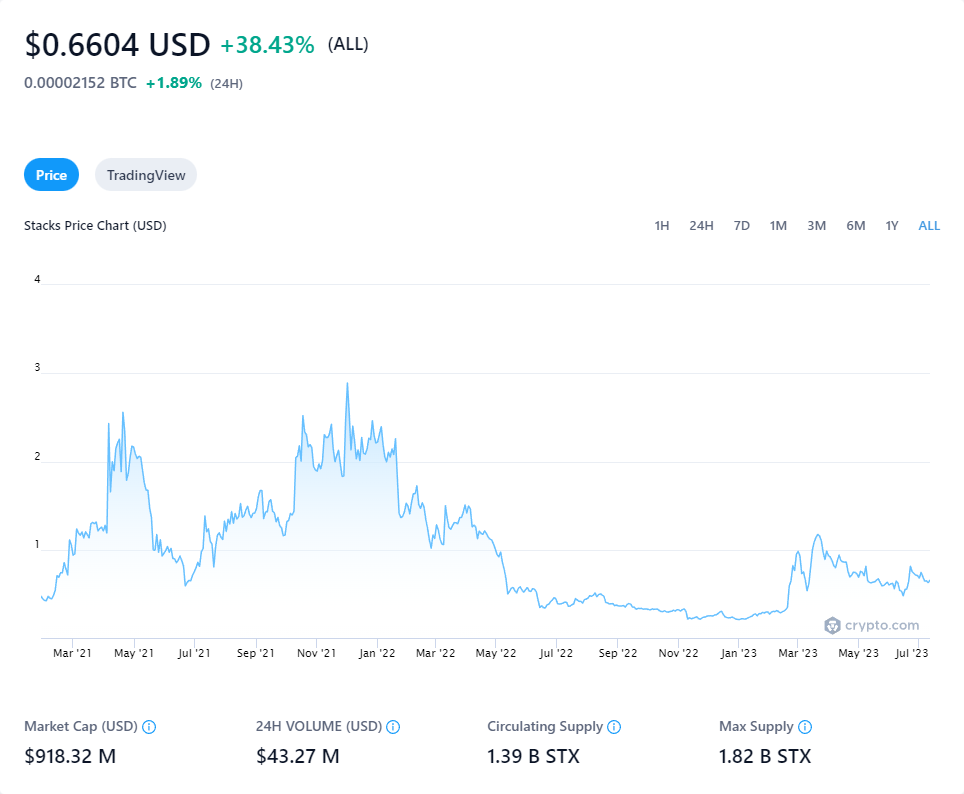 $0.6604 USD +38.43% (ALL)
0.00002152 BTC +1.89% (24H)
Price TradingView
Stacks Price Chart (USD) 1H 24H 7D 1M 3M 6M 1Y ALL
4
3
2
1
crypto.com
Mar '21 May '21 Jul '21 Sep '21 Nov '21 Jan '22 Mar '22 May '22 Jul '22 Sep '22 Nov '22 Jan '23 Mar '23 May '23 Jul '23
Market Cap (USD) 24H VOLUME (USD) Circulating Supply Max Supply
$918.32 M $43.27 M 1.39 B STX 1.82 B STX